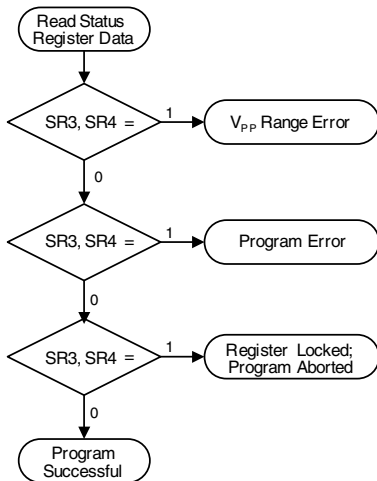 Read Status
Register Data
SR3, SR4 =
1
V_PP Range Error
0
SR3, SR4 =
1
Program Error
0
SR3, SR4 =
1
Register Locked;
Program Aborted
0
Program
Successful